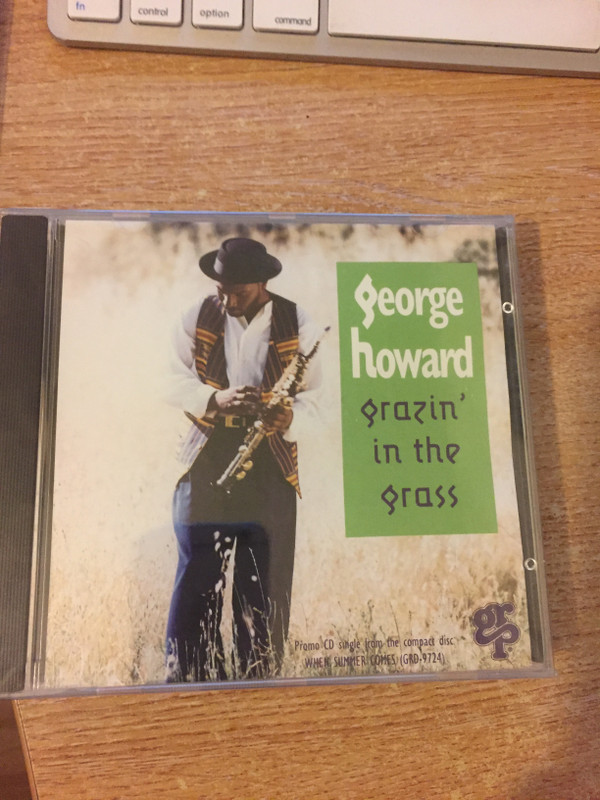 fn
control
option
command
george
howard
grazin'
in the
grass
Promo CD single from the compact disc
WHEN SUMMER COMES (GRD-9724)
grp